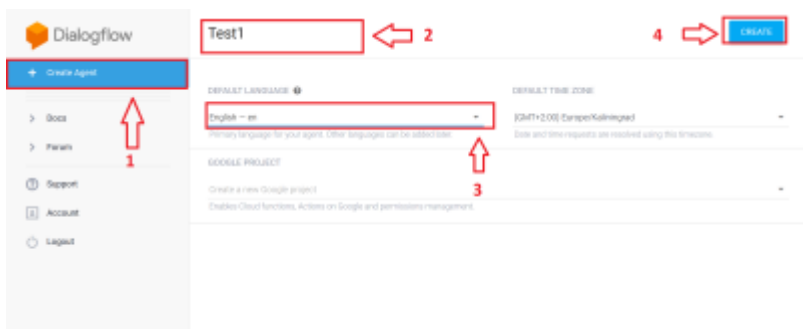 Dialogflow
Test1
2
4
CREATE
+ Create Agent
1
DEFAULT LANGUAGE
DEFAULT TIME ZONE
English — en
(GMT+2:00) Europe/Kaliningrad
Primary language for your agent. Other languages can be added later.
Date and time requests are resolved using this timezone.
3
> Docs
> Param
GOOGLE PROJECT
Create a new Google project
Enables Cloud functions, Actions on Google and permissions management.
Support
Account
Logout